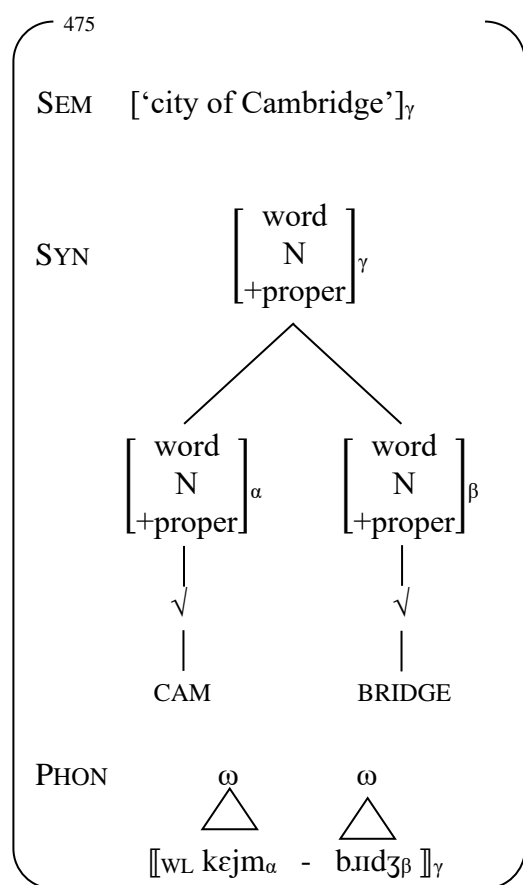 475
SEM [‘city of Cambridge’]γ
word
SYN N
+proper γ
word word
N N
+proper α +proper β
√ √
CAM BRIDGE
PHON ω ω
⟦WL kɛjmα - bɹɪdʒβ ⟧γ